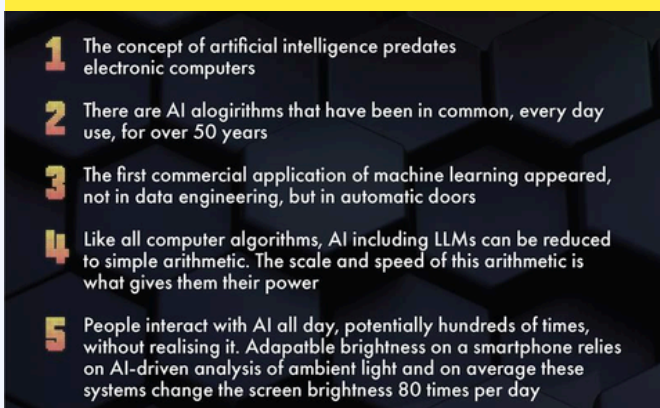 1 The concept of artificial intelligence predates
electronic computers
2 There are AI alogirithms that have been in common, every day
use, for over 50 years
3 The first commercial application of machine learning appeared,
not in data engineering, but in automatic doors
4 Like all computer algorithms, AI including LLMs can be reduced
to simple arithmetic. The scale and speed of this arithmetic is
what gives them their power
5 People interact with AI all day, potentially hundreds of times,
without realising it. Adapatble brightness on a smartphone relies
on AI-driven analysis of ambient light and on average these
systems change the screen brightness 80 times per day